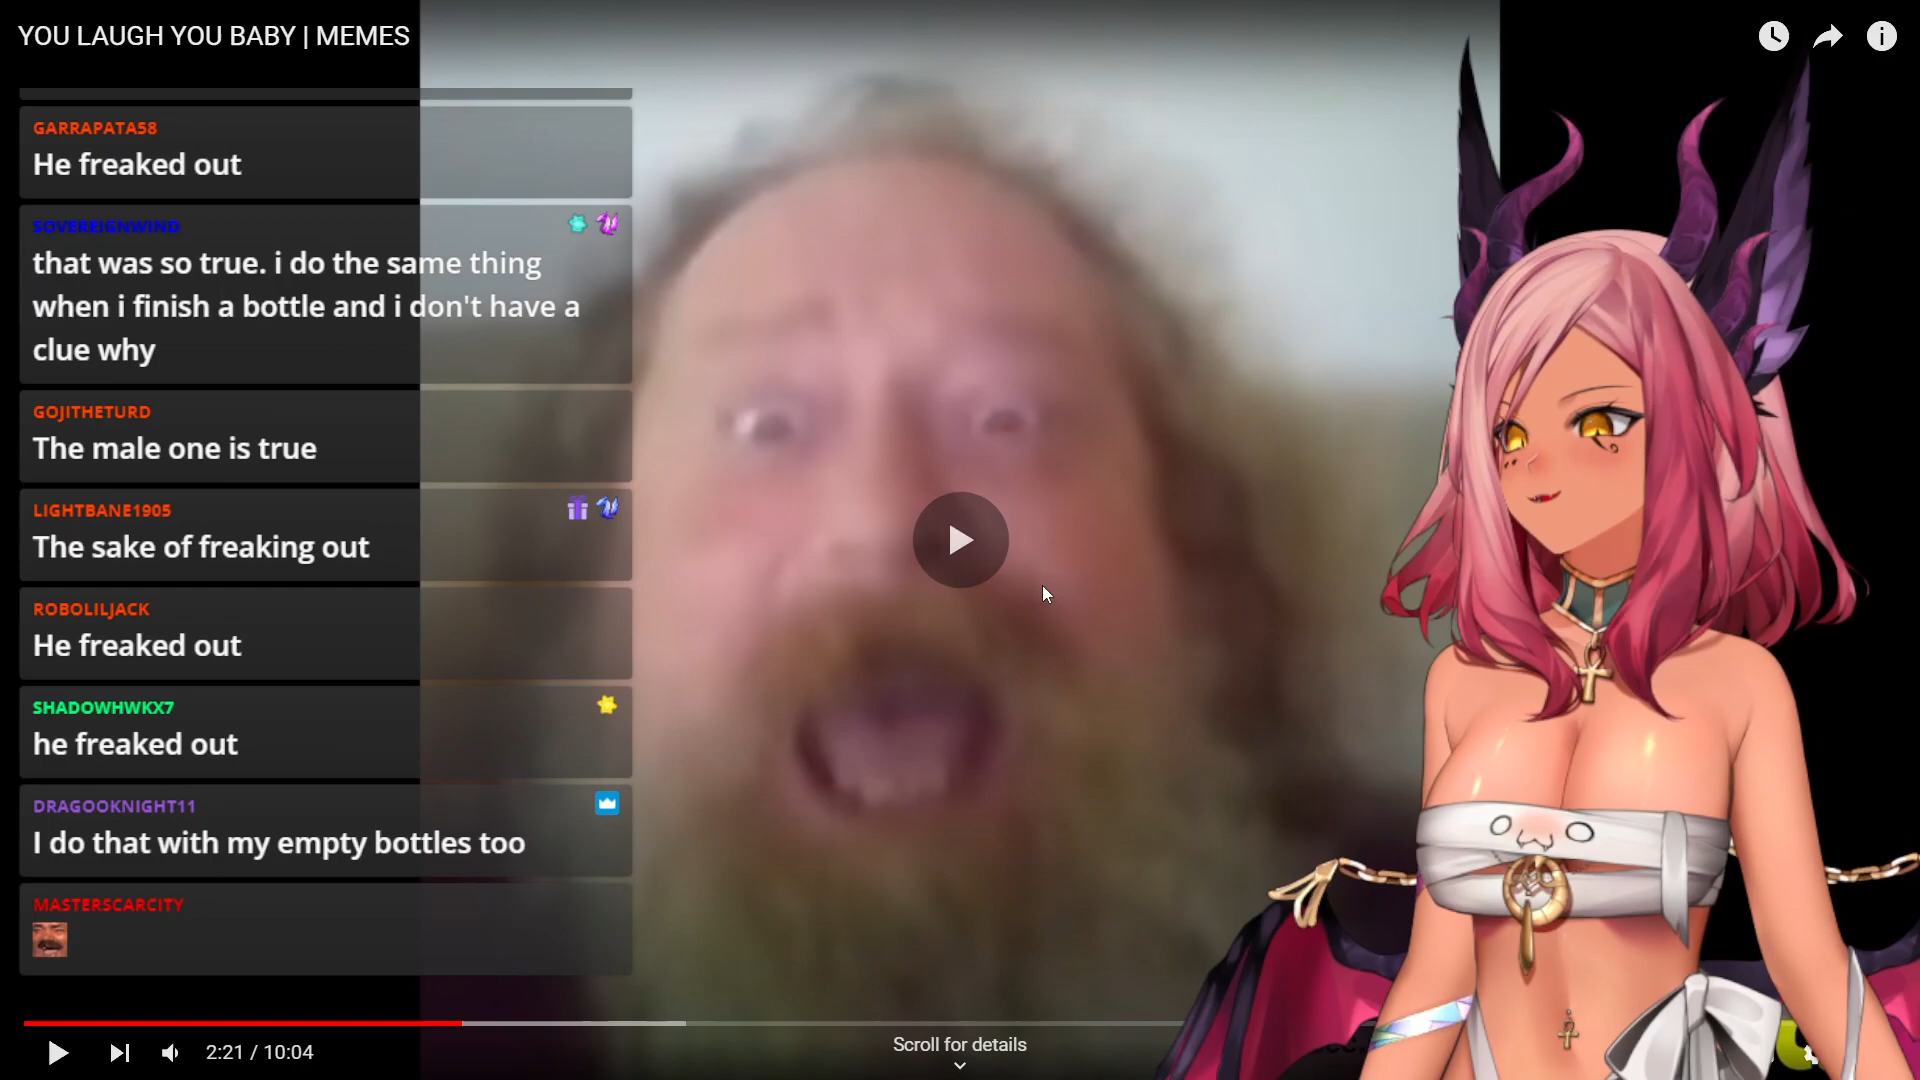 YOU LAUGH YOU BABY | MEMES
GARRAPATA58
He freaked out
SOVEREIGNWIND
that was so true. i do the same thing
when i finish a bottle and i don't have a
clue why
GOJITHETURD
The male one is true
LIGHTBANE1905
The sake of freaking out
ROBOLILJACK
He freaked out
SHADOWHWKX7
he freaked out
DRAGOOKNIGHT11
I do that with my empty bottles too
MASTERSCARCITY
2:21 / 10:04
Scroll for details